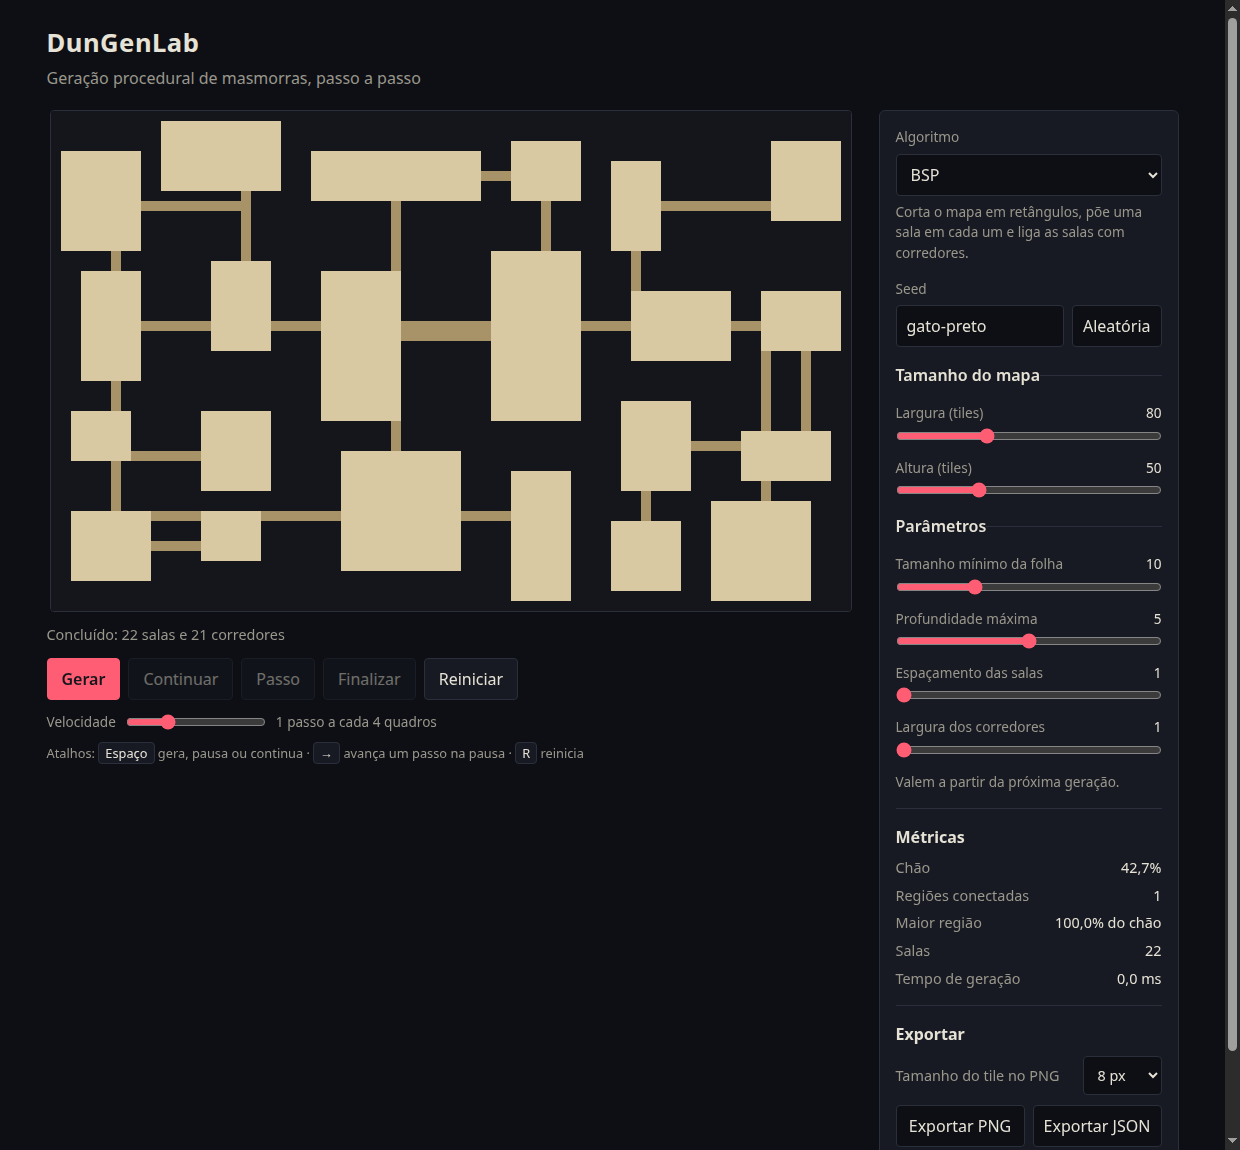 DunGenLab
Geração procedural de masmorras, passo a passo
Concluído: 22 salas e 21 corredores
Gerar Continuar Passo Finalizar Reiniciar
Velocidade 1 passo a cada 4 quadros
Atalhos: Espaço gera, pausa ou continua · → avança um passo na pausa · R reinicia
Algoritmo
BSP
Corta o mapa em retângulos, põe uma
sala em cada um e liga as salas com
corredores.
Seed
gato-preto Aleatória
Tamanho do mapa
Largura (tiles) 80
Altura (tiles) 50
Parâmetros
Tamanho mínimo da folha 10
Profundidade máxima 5
Espaçamento das salas 1
Largura dos corredores 1
Valem a partir da próxima geração.
Métricas
Chão 42,7%
Regiões conectadas 1
Maior região 100,0% do chão
Salas 22
Tempo de geração 0,0 ms
Exportar
Tamanho do tile no PNG 8 px
Exportar PNG Exportar JSON